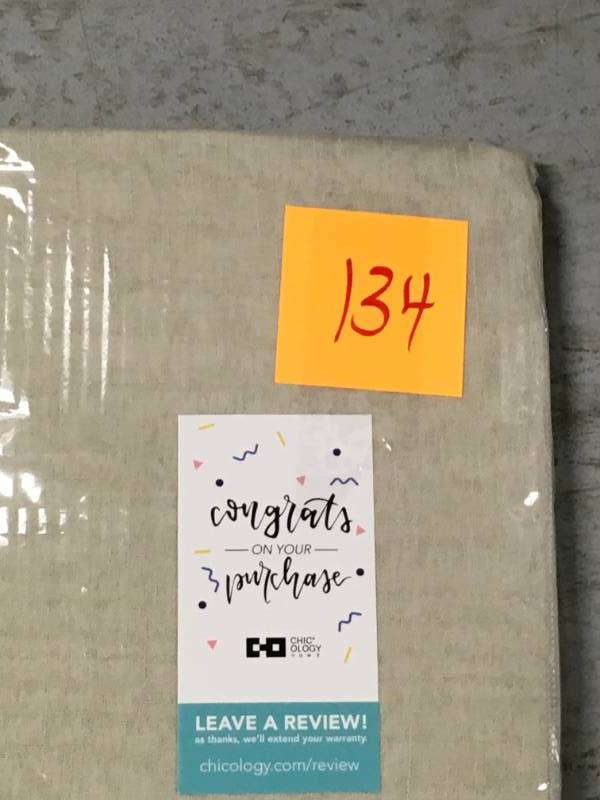 134
congrats
ON YOUR
purchase
CHIC
OLOGY
HOME
LEAVE A REVIEW!
as thanks, we'll extend your warranty.
chicology.com/review